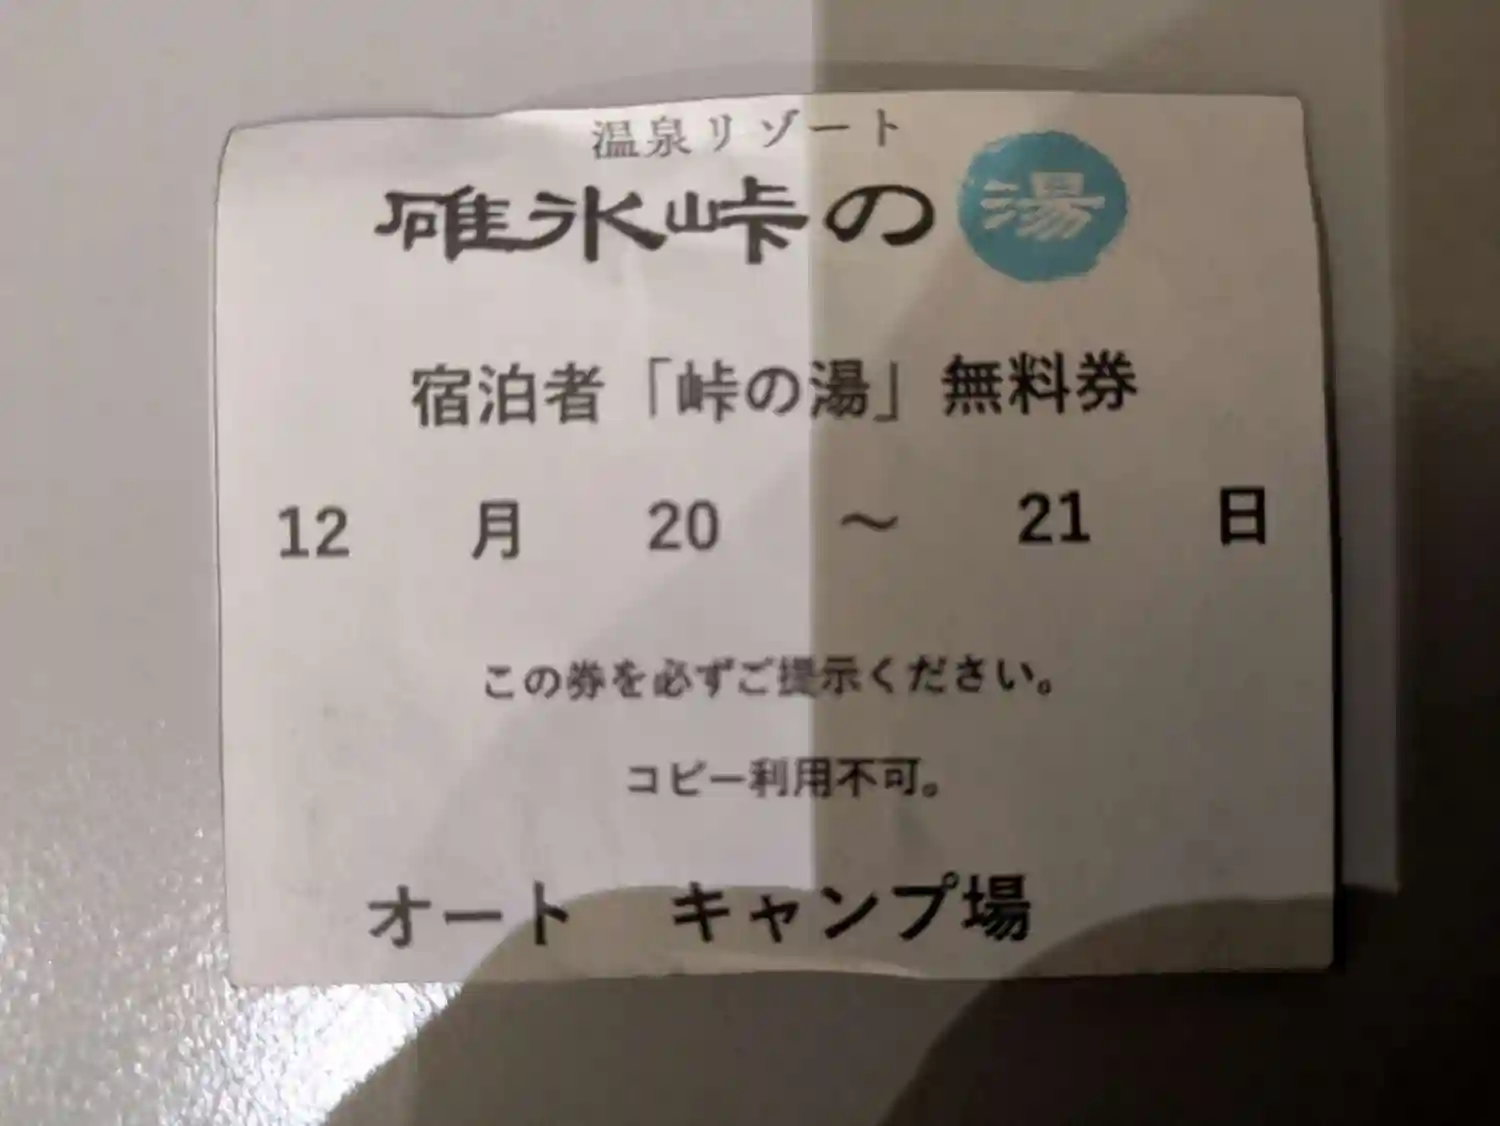 温泉リゾート
碓氷峠の湯
宿泊者「峠の湯」無料券
12 月 20 ～ 21 日
この券を必ずご提示ください。
コピー利用不可。
オート キャンプ場